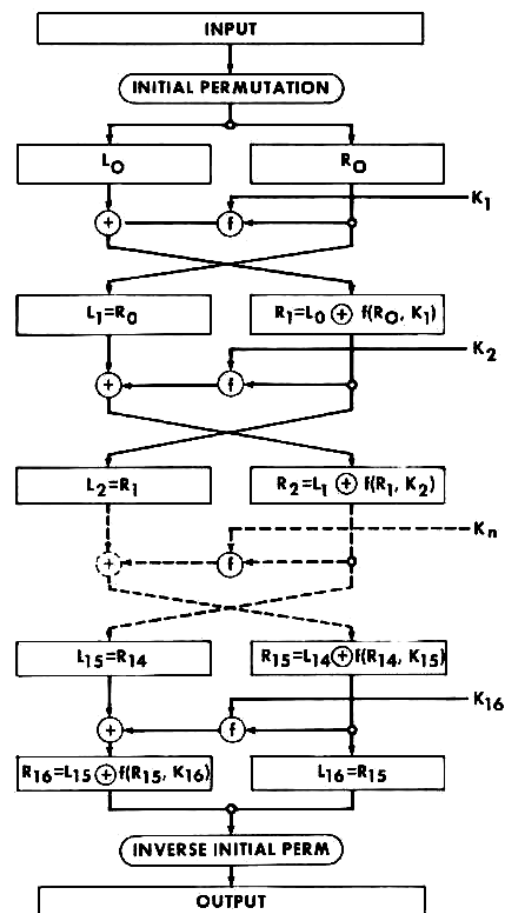 INPUT
INITIAL PERMUTATION
L₀ R₀
+ f K₁
L₁=R₀ R₁=L₀ ⊕ f(R₀, K₁)
+ f K₂
L₂=R₁ R₂=L₁ ⊕ f(R₁, K₂)
+ f Kₙ
L₁₅=R₁₄ R₁₅=L₁₄ ⊕ f(R₁₄, K₁₅)
+ f K₁₆
R₁₆=L₁₅ ⊕ f(R₁₅, K₁₆) L₁₆=R₁₅
INVERSE INITIAL PERM
OUTPUT